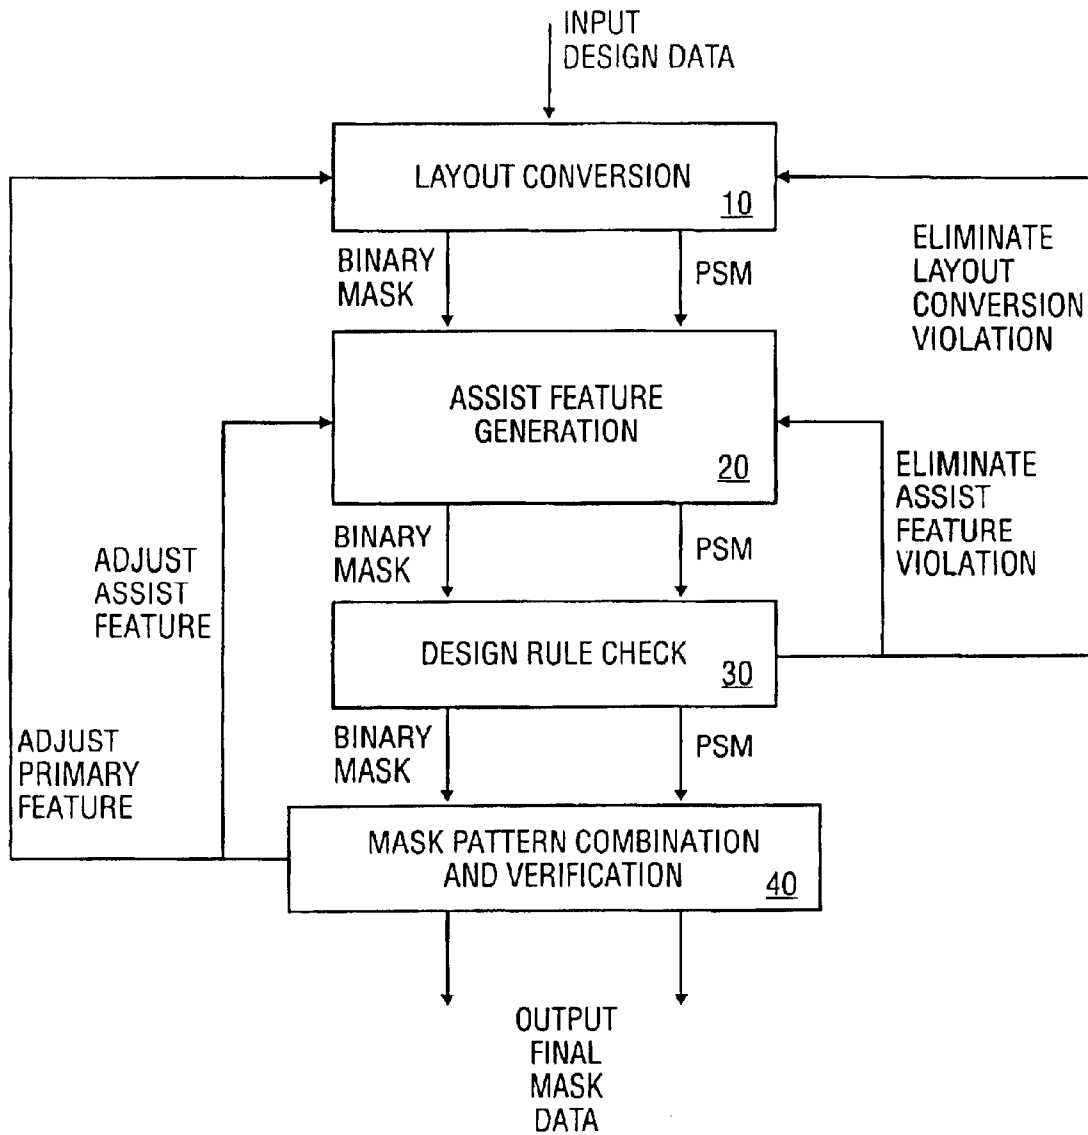 INPUT
DESIGN DATA
LAYOUT CONVERSION
10
BINARY
MASK
PSM
ELIMINATE
LAYOUT
CONVERSION
VIOLATION
ASSIST FEATURE
GENERATION
20
ELIMINATE
ASSIST
FEATURE
VIOLATION
ADJUST
ASSIST
FEATURE
BINARY
MASK
PSM
DESIGN RULE CHECK
30
ADJUST
PRIMARY
FEATURE
BINARY
MASK
PSM
MASK PATTERN COMBINATION
AND VERIFICATION
40
OUTPUT
FINAL
MASK
DATA